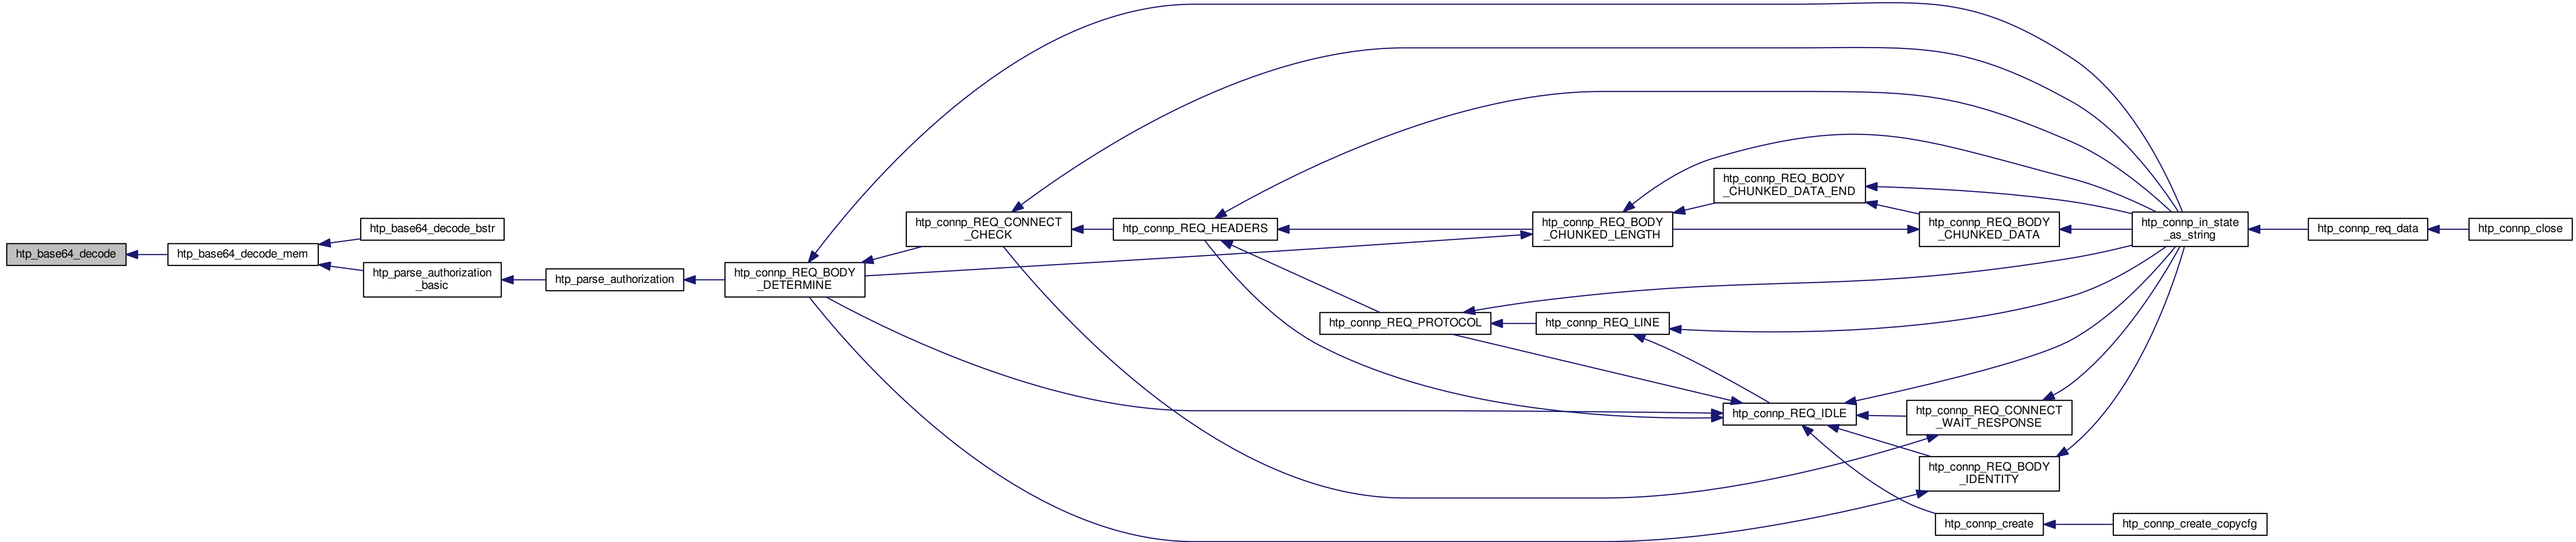 htp_base64_decode
htp_base64_decode_mem
htp_base64_decode_bstr
htp_parse_authorization
_basic
htp_parse_authorization
htp_connp_REQ_BODY
_DETERMINE
htp_connp_REQ_CONNECT
_CHECK
htp_connp_REQ_HEADERS
htp_connp_REQ_PROTOCOL
htp_connp_REQ_BODY
_CHUNKED_LENGTH
htp_connp_REQ_LINE
htp_connp_REQ_BODY
_CHUNKED_DATA_END
htp_connp_REQ_IDLE
htp_connp_REQ_BODY
_CHUNKED_DATA
htp_connp_REQ_CONNECT
_WAIT_RESPONSE
htp_connp_REQ_BODY
_IDENTITY
htp_connp_create
htp_connp_in_state
_as_string
htp_connp_create_copycfg
htp_connp_req_data
htp_connp_close